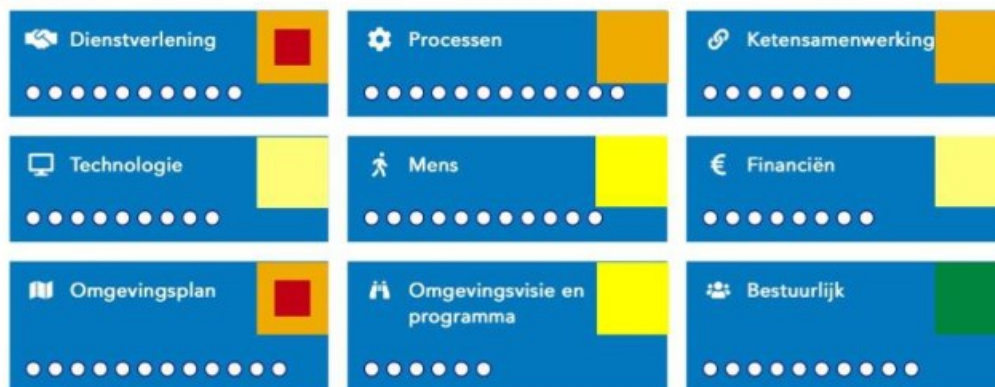 Dienstverlening
Processen
Ketensamenwerking
Technologie
Mens
Financiën
Omgevingsplan
Omgevingsvisie en
programma
Bestuurlijk